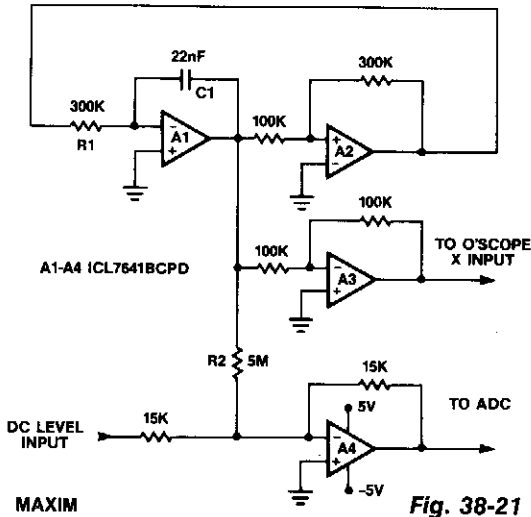 22nF
C1
300K
R1
A1
100K
300K
A2
100K
100K
A3
TO O'SCOPE
X INPUT
A1-A4 ICL7641BCPD
R2
5M
15K
DC LEVEL
INPUT
15K
5V
A4
-5V
TO ADC
MAXIM
Fig. 38-21